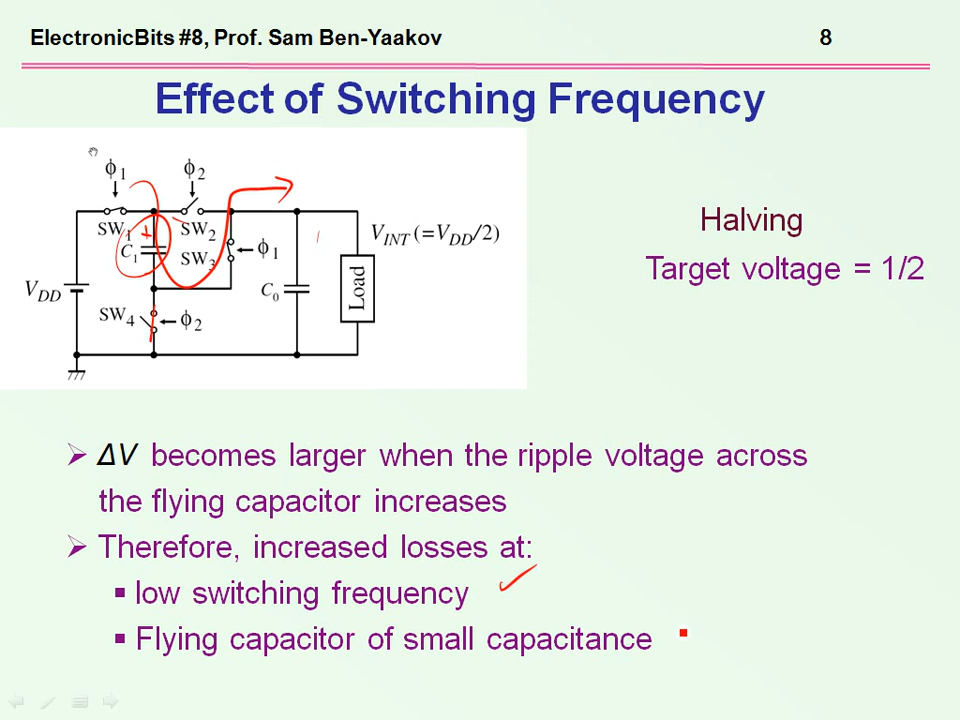 ElectronicBits #8, Prof. Sam Ben-Yaakov 8
Effect of Switching Frequency
ϕ1 ϕ2
SW1 SW2
C1 SW3 ϕ1
VINT (=VDD/2)
VDD C0 Load
SW4 ϕ2
Halving
Target voltage = 1/2
➢ ΔV becomes larger when the ripple voltage across
the flying capacitor increases
➢ Therefore, increased losses at:
▪ low switching frequency
▪ Flying capacitor of small capacitance